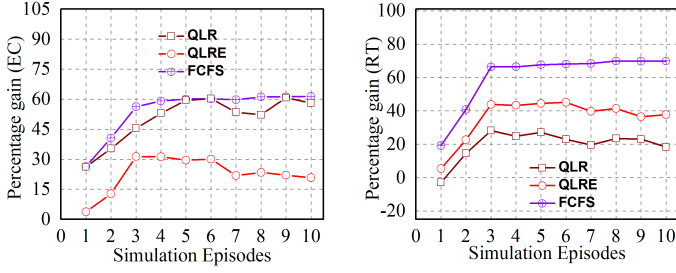 Percentage gain (EC)
105
90
75
60
45
30
15
0
QLR
QLRE
FCFS
0 1 2 3 4 5 6 7 8 9 10
Simulation Episodes
Percentage gain (RT)
100
80
60
40
20
0
-20
QLR
QLRE
FCFS
0 1 2 3 4 5 6 7 8 9 10
Simulation Episodes